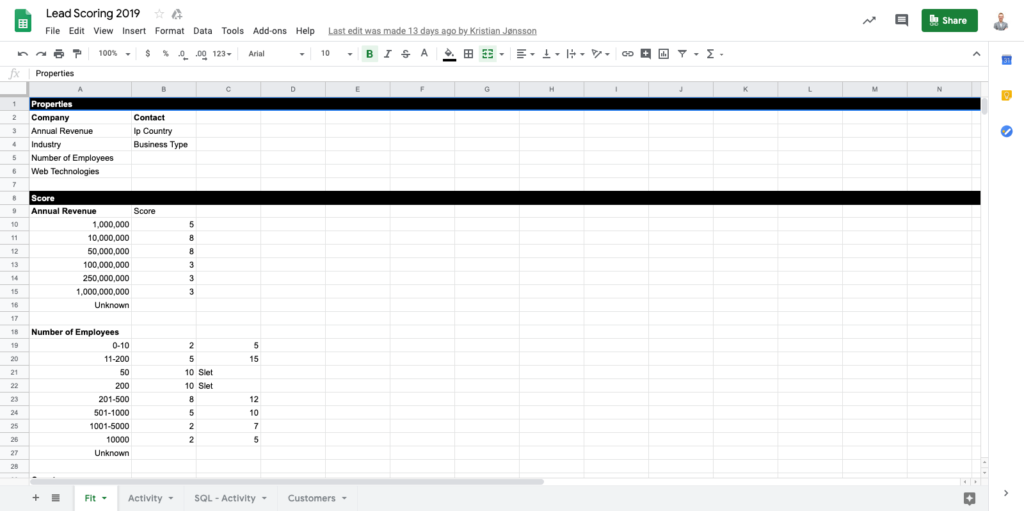 Lead Scoring 2019
File Edit View Insert Format Data Tools Add-ons Help Last edit was made 13 days ago by Kristian Jønsson
Share
100% $ % .0 .00 123 Arial 10 B I S A
fx Properties
A B C D E F G H I J K L M N
1 Properties
2 Company Contact
3 Annual Revenue Ip Country
4 Industry Business Type
5 Number of Employees
6 Web Technologies
7
8 Score
9 Annual Revenue Score
10 1,000,000 5
11 10,000,000 8
12 50,000,000 8
13 100,000,000 3
14 250,000,000 3
15 1,000,000,000 3
16 Unknown
17
18 Number of Employees
19 0-10 2 5
20 11-200 5 15
21 50 10 Slet
22 200 10 Slet
23 201-500 8 12
24 501-1000 5 10
25 1001-5000 2 7
26 10000 2 5
27 Unknown
28
Fit Activity SQL - Activity Customers